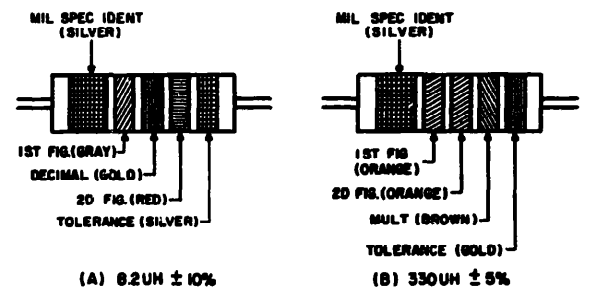 MIL SPEC IDENT
(SILVER)
1ST FIG.(GRAY)
DECIMAL (GOLD)
2D FIG.(RED)
TOLERANCE (SILVER)
(A) 8.2UH ±10%
MIL SPEC IDENT
(SILVER)
1ST FIG
(ORANGE)
2D FIG.(ORANGE)
MULT (BROWN)
TOLERANCE (GOLD)
(B) 330UH ±5%